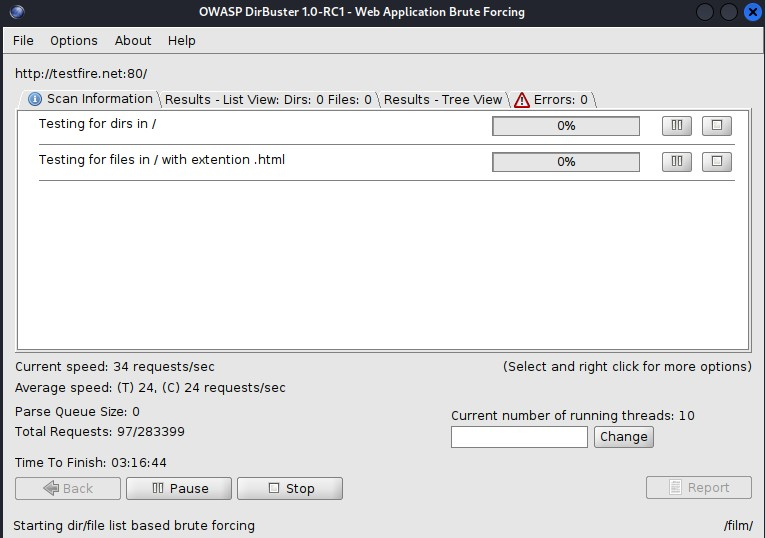 OWASP DirBuster 1.0-RC1 - Web Application Brute Forcing
File Options About Help
http://testfire.net:80/
Scan Information Results - List View: Dirs: 0 Files: 0 Results - Tree View Errors: 0
Testing for dirs in / 0%
Testing for files in / with extention .html 0%
Current speed: 34 requests/sec (Select and right click for more options)
Average speed: (T) 24, (C) 24 requests/sec
Parse Queue Size: 0
Current number of running threads: 10
Total Requests: 97/283399
Change
Time To Finish: 03:16:44
Back Pause Stop Report
Starting dir/file list based brute forcing /film/